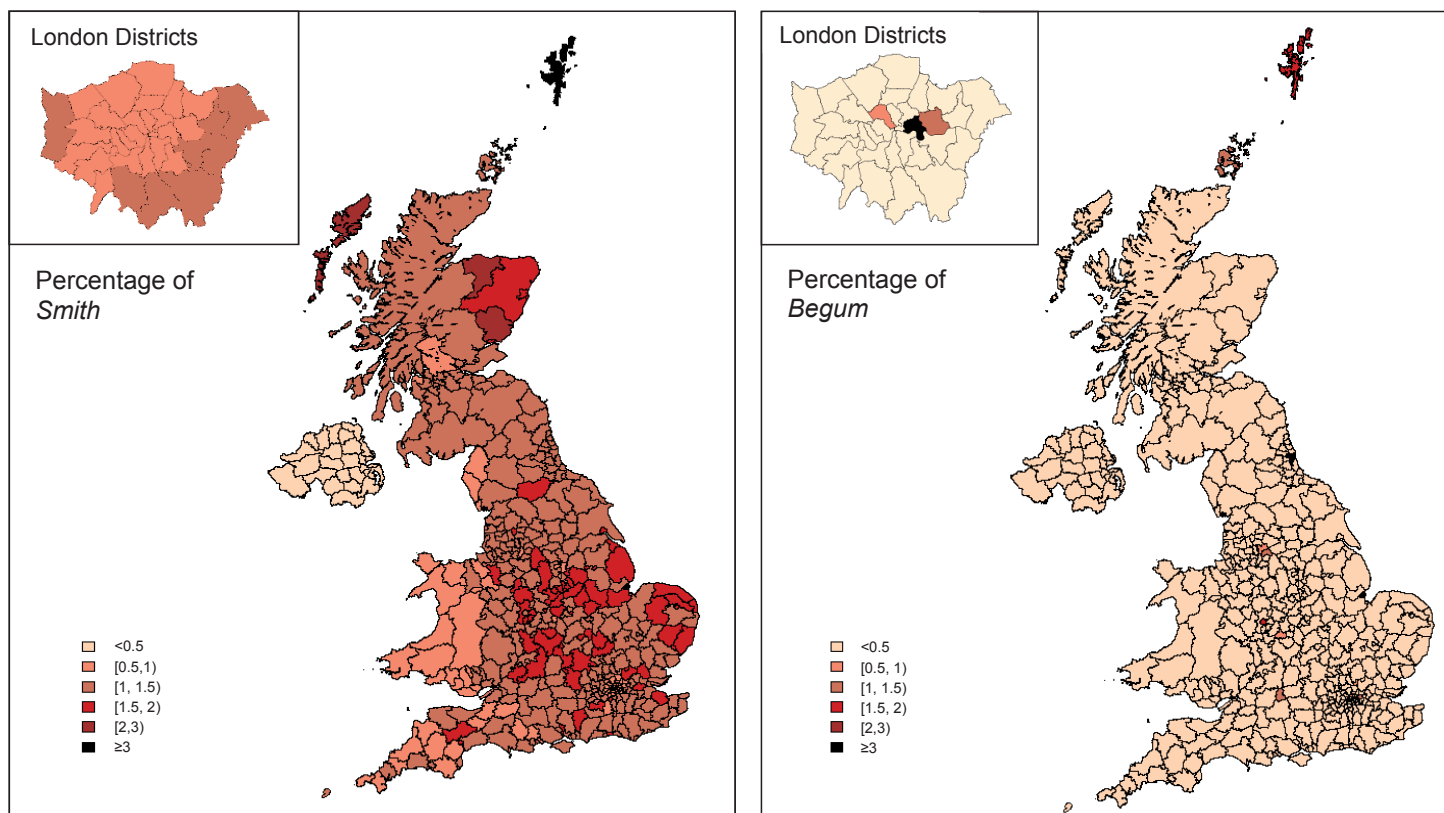 London Districts
Percentage of
Smith
<0.5
[0.5,1)
[1, 1.5)
[1.5, 2)
[2,3)
≥3
London Districts
Percentage of
Begum
<0.5
[0.5, 1)
[1, 1.5)
[1.5, 2)
[2,3)
≥3